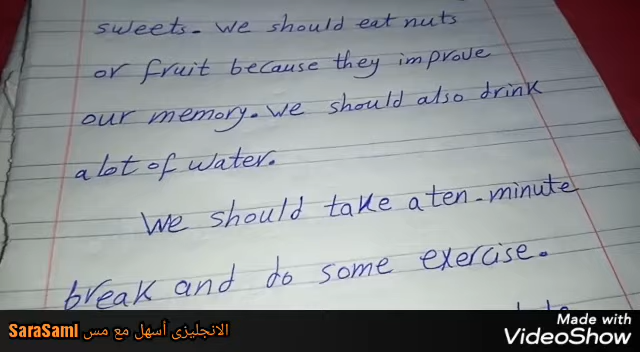 sweets. We should eat nuts
or fruit because they improve
our memory. We should also drink
a lot of water.
We should take a ten-minute
break and do some exercise.
SaraSamI الانجليزى أسهل مع مس
Made with
VideoShow